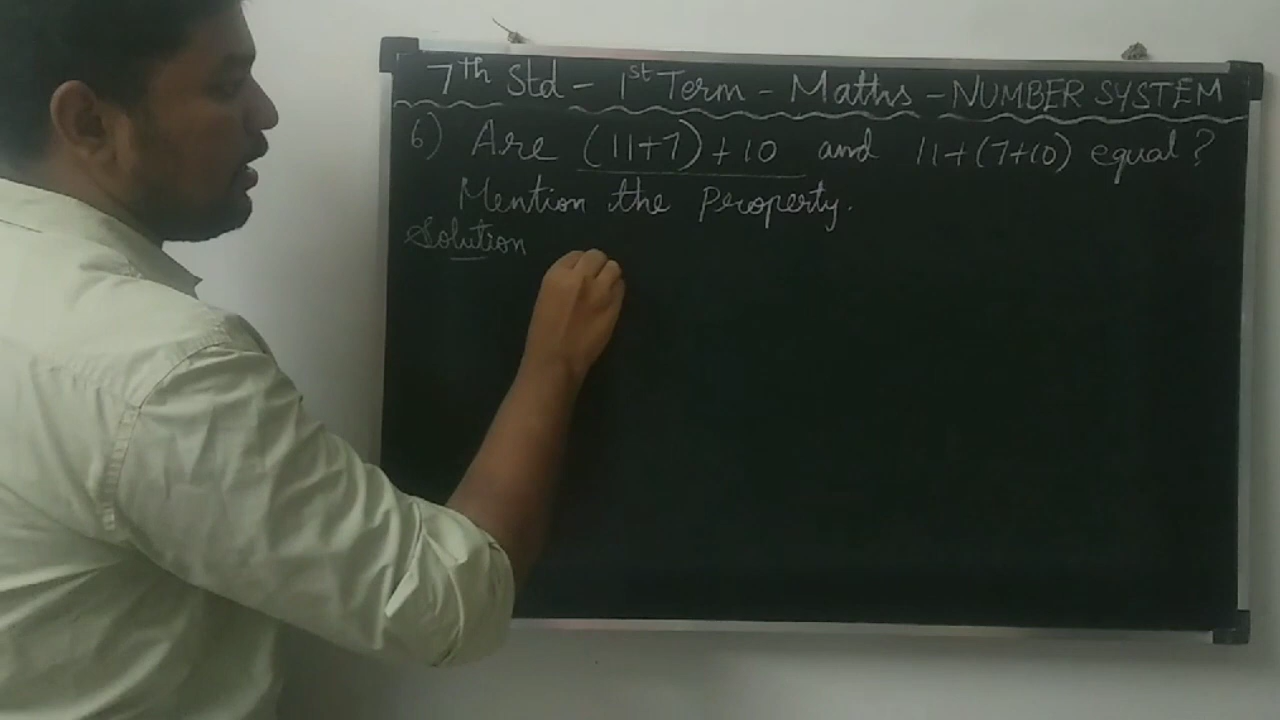 7th Std - 1st Term - Maths - NUMBER SYSTEM
6) Are (11+7)+10 and 11+(7+10) equal?
Mention the Property.
Solution